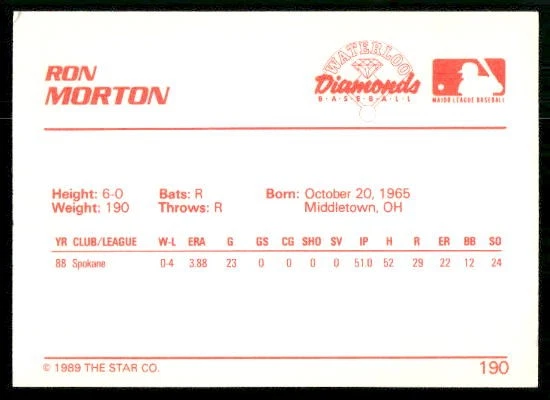 RON
MORTON
WATERLOO
Diamonds
B·A·S·E·B·A·L·L
MAJOR LEAGUE BASEBALL
Height: 6-0 Bats: R Born: October 20, 1965
Weight: 190 Throws: R Middletown, OH
YR CLUB/LEAGUE W-L ERA G GS CG SHO SV IP H R ER BB SO
88 Spokane 0-4 3.88 23 0 0 0 0 51.0 52 29 22 12 24
© 1989 THE STAR CO. 190